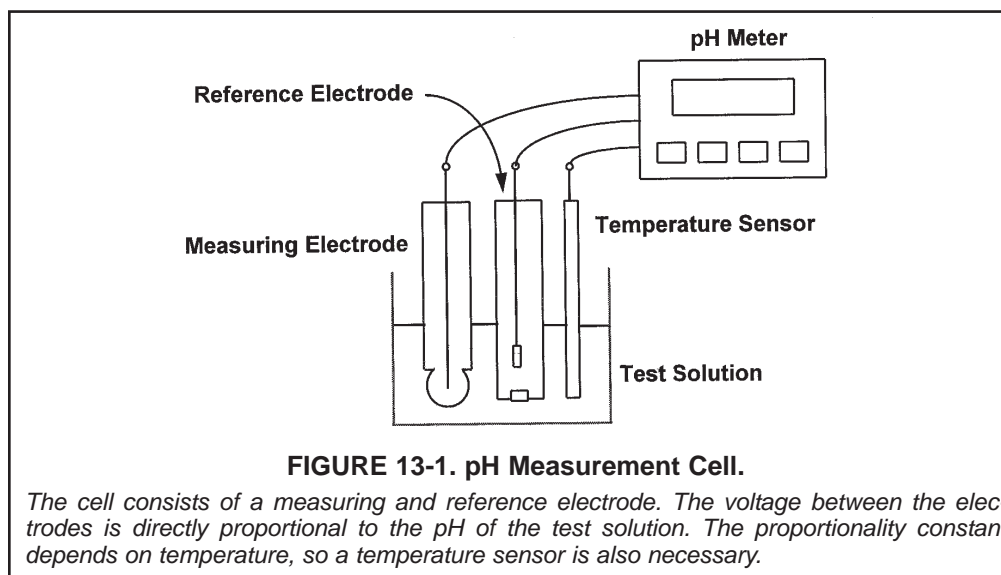 pH Meter
Reference Electrode
Measuring Electrode
Temperature Sensor
Test Solution
FIGURE 13-1. pH Measurement Cell.
The cell consists of a measuring and reference electrode. The voltage between the elec
trodes is directly proportional to the pH of the test solution. The proportionality constan
depends on temperature, so a temperature sensor is also necessary.